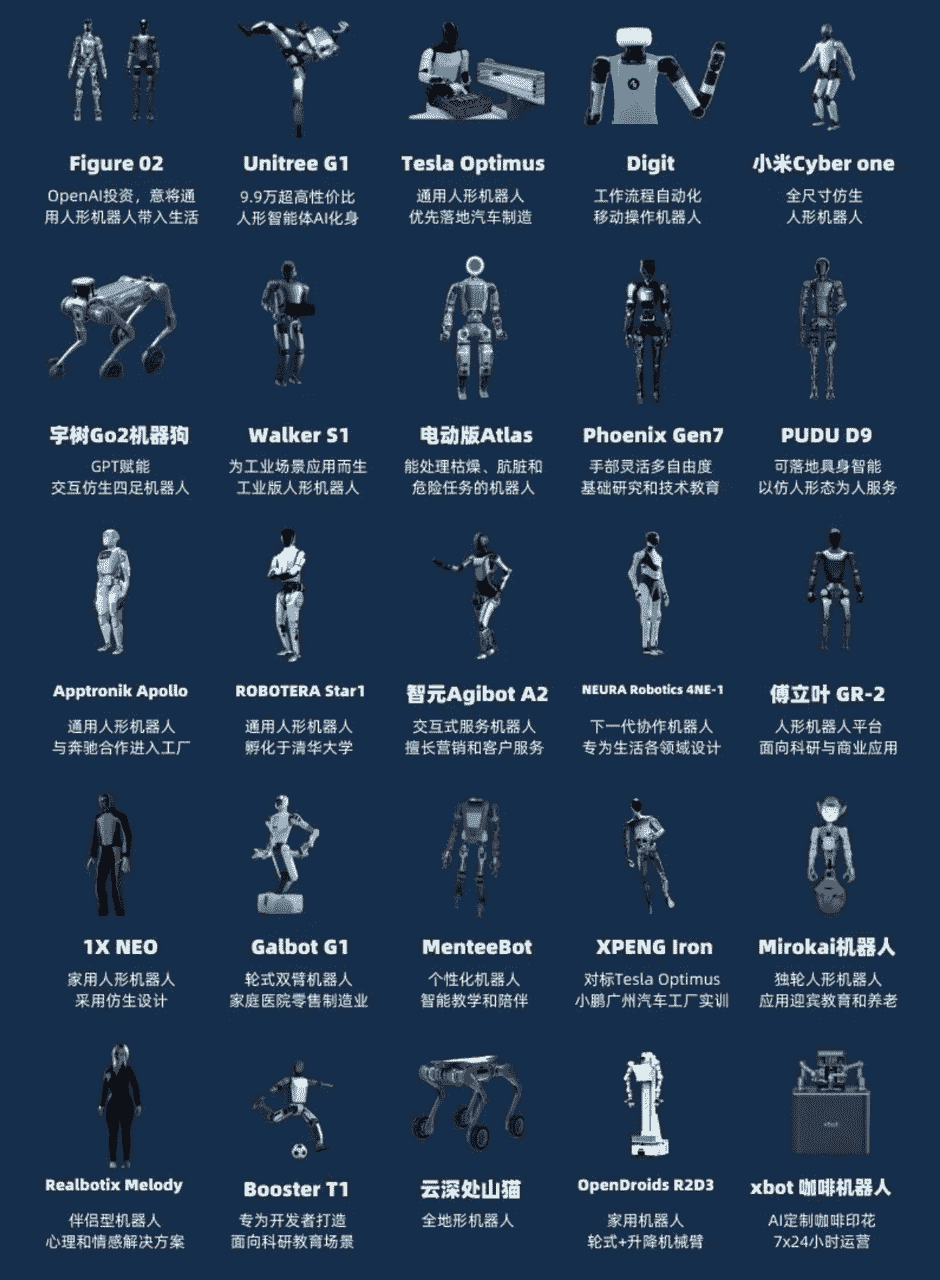 Figure 02
OpenAI投资，意将通
用人形机器人带入生活
Unitree G1
9.9万超高性价比
人形智能体AI化身
Tesla Optimus
通用人形机器人
优先落地汽车制造
Digit
工作流程自动化
移动操作机器人
小米Cyber one
全尺寸仿生
人形机器人
宇树Go2机器狗
GPT赋能
交互仿生四足机器人
Walker S1
为工业场景应用而生
工业版人形机器人
电动版Atlas
能处理枯燥、肮脏和
危险任务的机器人
Phoenix Gen7
手部灵活多自由度
基础研究和技术教育
PUDU D9
可落地具身智能
以仿人形态为人服务
Apptronik Apollo
通用人形机器人
与奔驰合作进入工厂
ROBOTERA Star1
通用人形机器人
孵化于清华大学
智元Agibot A2
交互式服务机器人
擅长营销和客户服务
NEURA Robotics 4NE-1
下一代协作机器人
专为生活各领域设计
傅立叶 GR-2
人形机器人平台
面向科研与商业应用
1X NEO
家用人形机器人
采用仿生设计
Galbot G1
轮式双臂机器人
家庭医院零售制造业
MenteeBot
个性化机器人
智能教学和陪伴
XPENG Iron
对标Tesla Optimus
小鹏广州汽车工厂实训
Mirokai机器人
独轮人形机器人
应用迎宾教育和养老
Realbotix Melody
伴侣型机器人
心理和情感解决方案
Booster T1
专为开发者打造
面向科研教育场景
云深处山猫
全地形机器人
OpenDroids R2D3
家用机器人
轮式+升降机械臂
xbot
xbot 咖啡机器人
AI定制咖啡印花
7x24小时运营